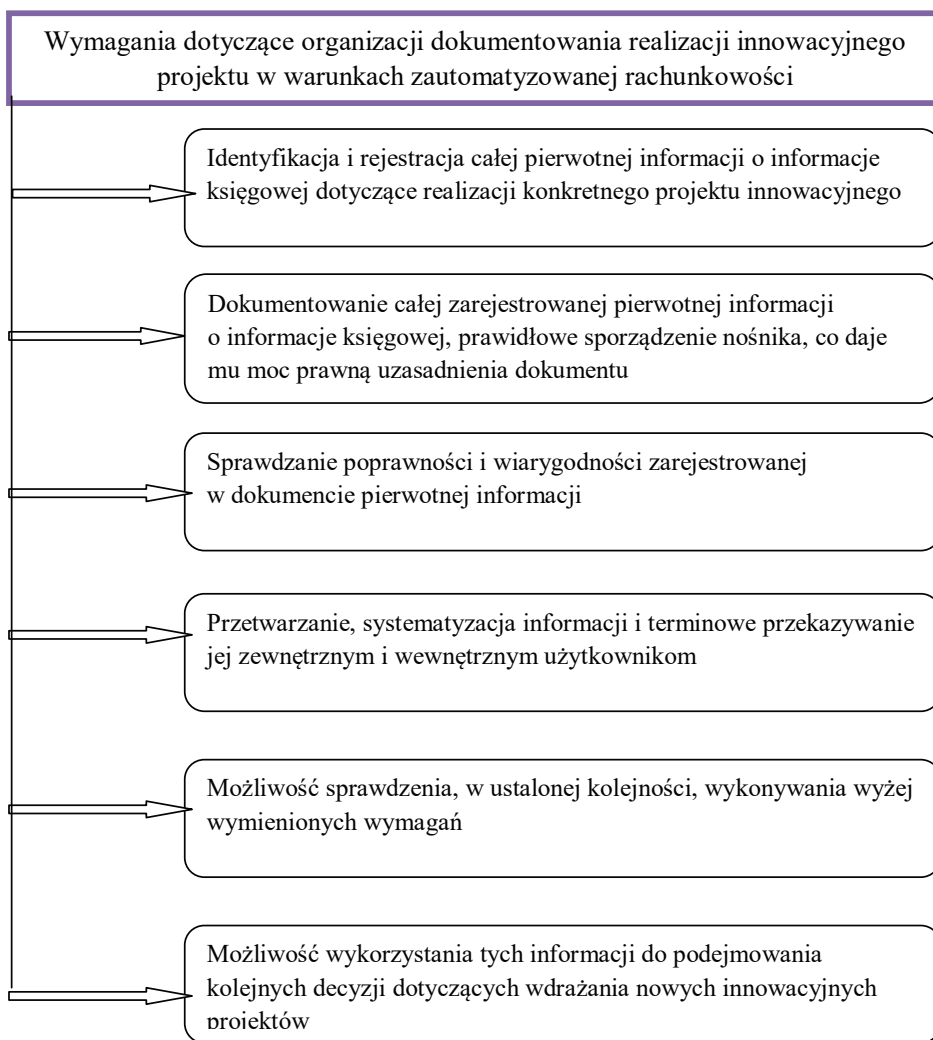 Wymagania dotyczące organizacji dokumentowania realizacji innowacyjnego
projektu w warunkach zautomatyzowanej rachunkowości
Identyfikacja i rejestracja całej pierwotnej informacji o informacje
księgowej dotyczące realizacji konkretnego projektu innowacyjnego
Dokumentowanie całej zarejestrowanej pierwotnej informacji
o informacje księgowej, prawidłowe sporządzenie nośnika, co daje
mu moc prawną uzasadnienia dokumentu
Sprawdzanie poprawności i wiarygodności zarejestrowanej
w dokumencie pierwotnej informacji
Przetwarzanie, systematyzacja informacji i terminowe przekazywanie
jej zewnętrznym i wewnętrznym użytkownikom
Możliwość sprawdzenia, w ustalonej kolejności, wykonywania wyżej
wymienionych wymagań
Możliwość wykorzystania tych informacji do podejmowania
kolejnych decyzji dotyczących wdrażania nowych innowacyjnych
projektów